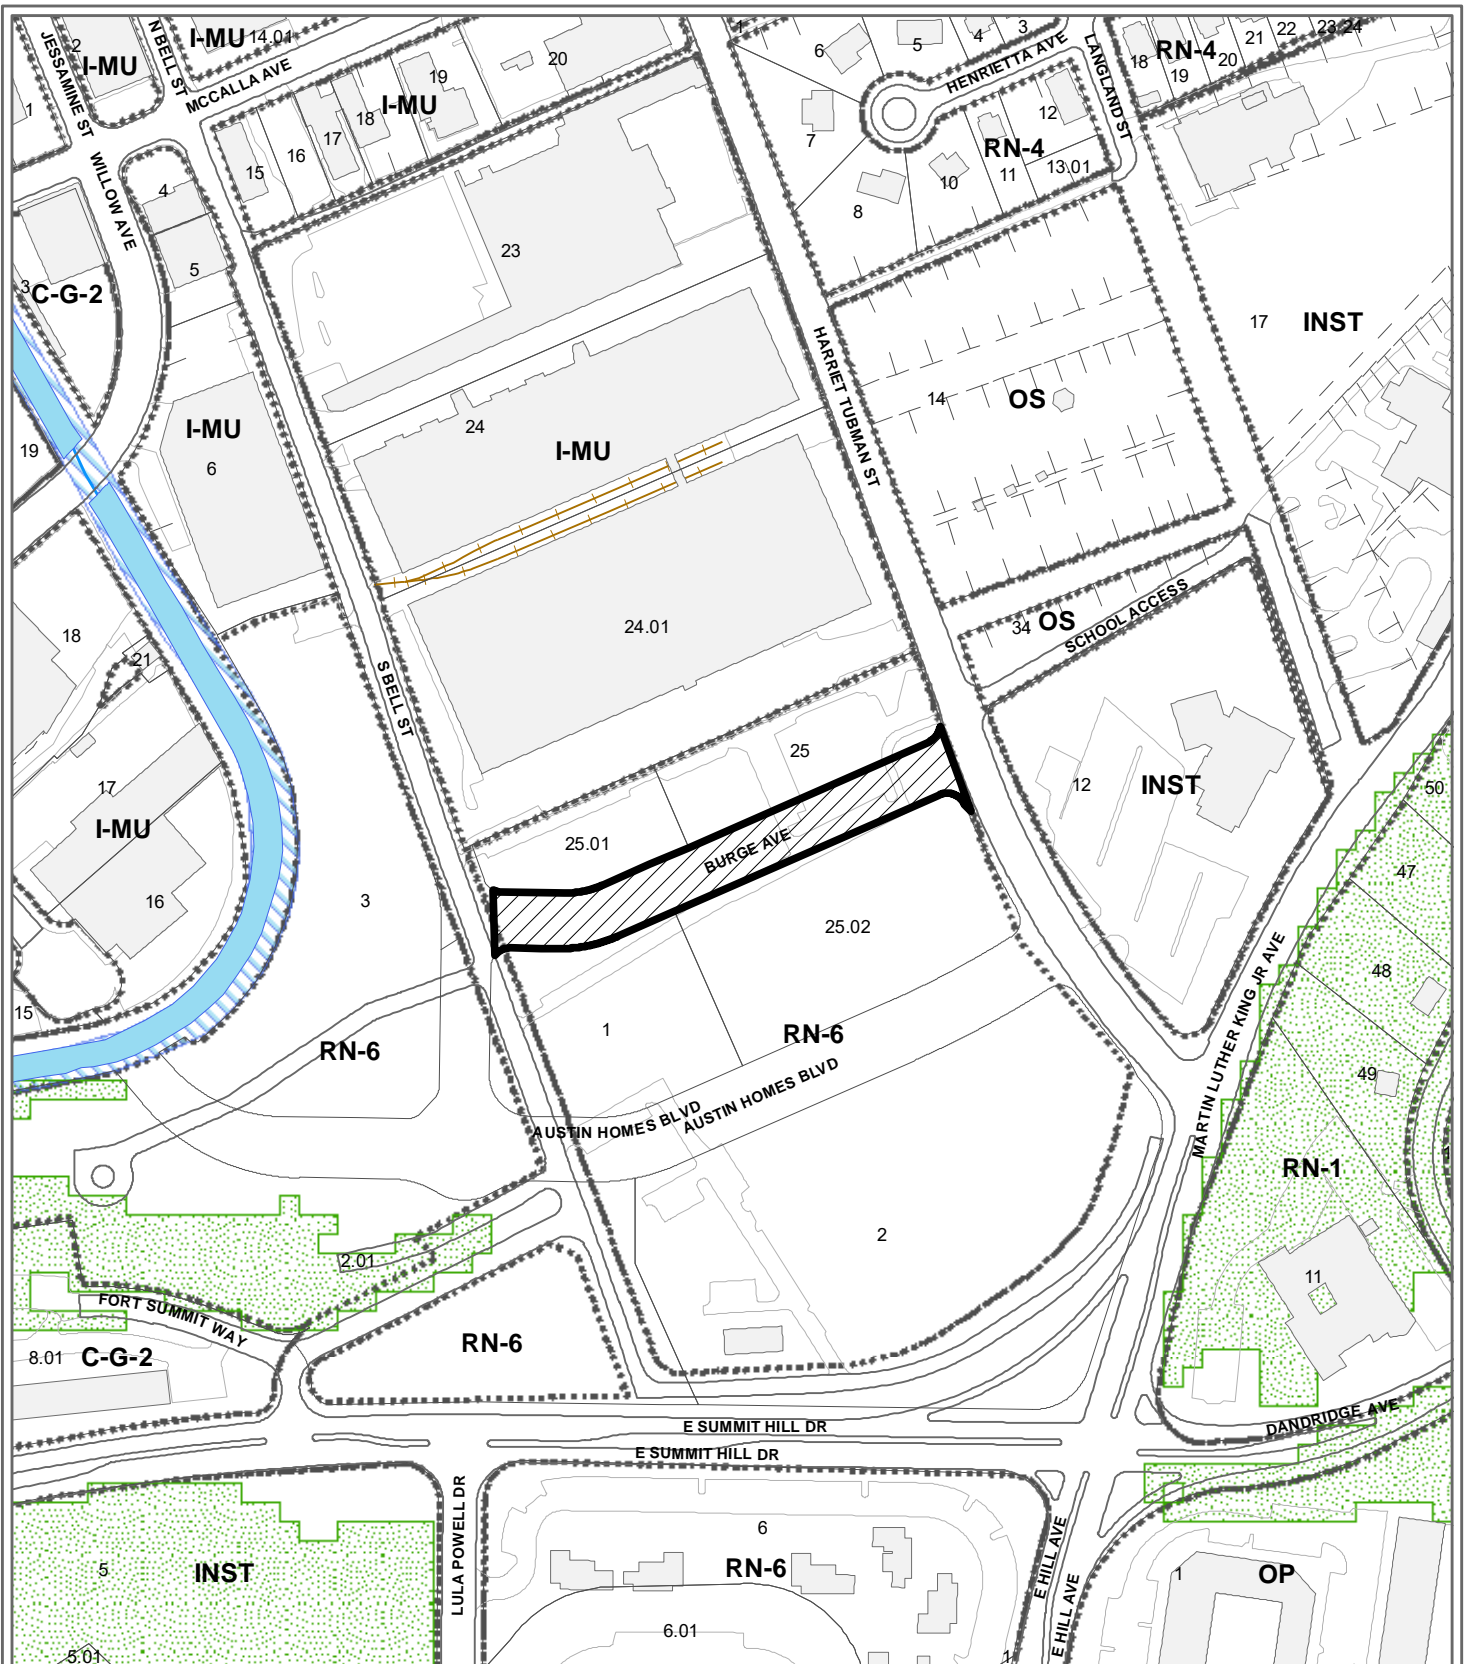 JESSAMINE ST
2
I-MU
N BELL ST
I-MU
14.01
MCCALLA AVE
1
15
16
17
18
I-MU
19
20
1
6
5
4
3
HENRIETTA AVE
LANGLAND ST
18
RN-4
19
20
21
22
23
24
7
8
10
RN-4
11
12
13.01
WILLOW AVE
4
5
3
C-G-2
23
HARRIET TUBMAN ST
14
OS
17
INST
19
I-MU
6
24
I-MU
24.01
34
OS
SCHOOL ACCESS
18
21
S BELL ST
17
I-MU
16
15
3
25
25.01
BURGE AVE
25.02
12
INST
50
47
48
49
MARTIN LUTHER KING JR AVE
RN-6
1
RN-6
AUSTIN HOMES BLVD
AUSTIN HOMES BLVD
2
RN-1
1
11
2.01
FORT SUMMIT WAY
8.01
C-G-2
RN-6
E SUMMIT HILL DR
E SUMMIT HILL DR
DANDRIDGE AVE
LULA POWELL DR
5
INST
5.01
6
RN-6
6.01
E HILL AVE
E HILL AVE
1
1
OP